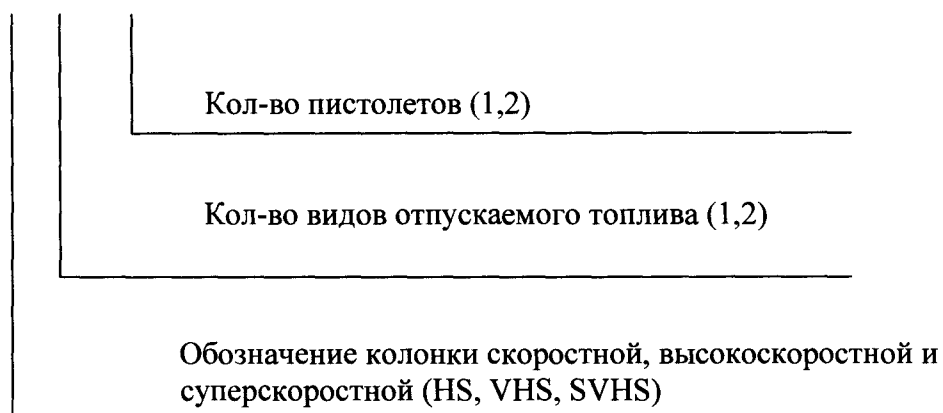 Кол-во пистолетов (1,2)
Кол-во видов отпускаемого топлива (1,2)
Обозначение колонки скоростной, высокоскоростной и
суперскоростной (HS, VHS, SVHS)